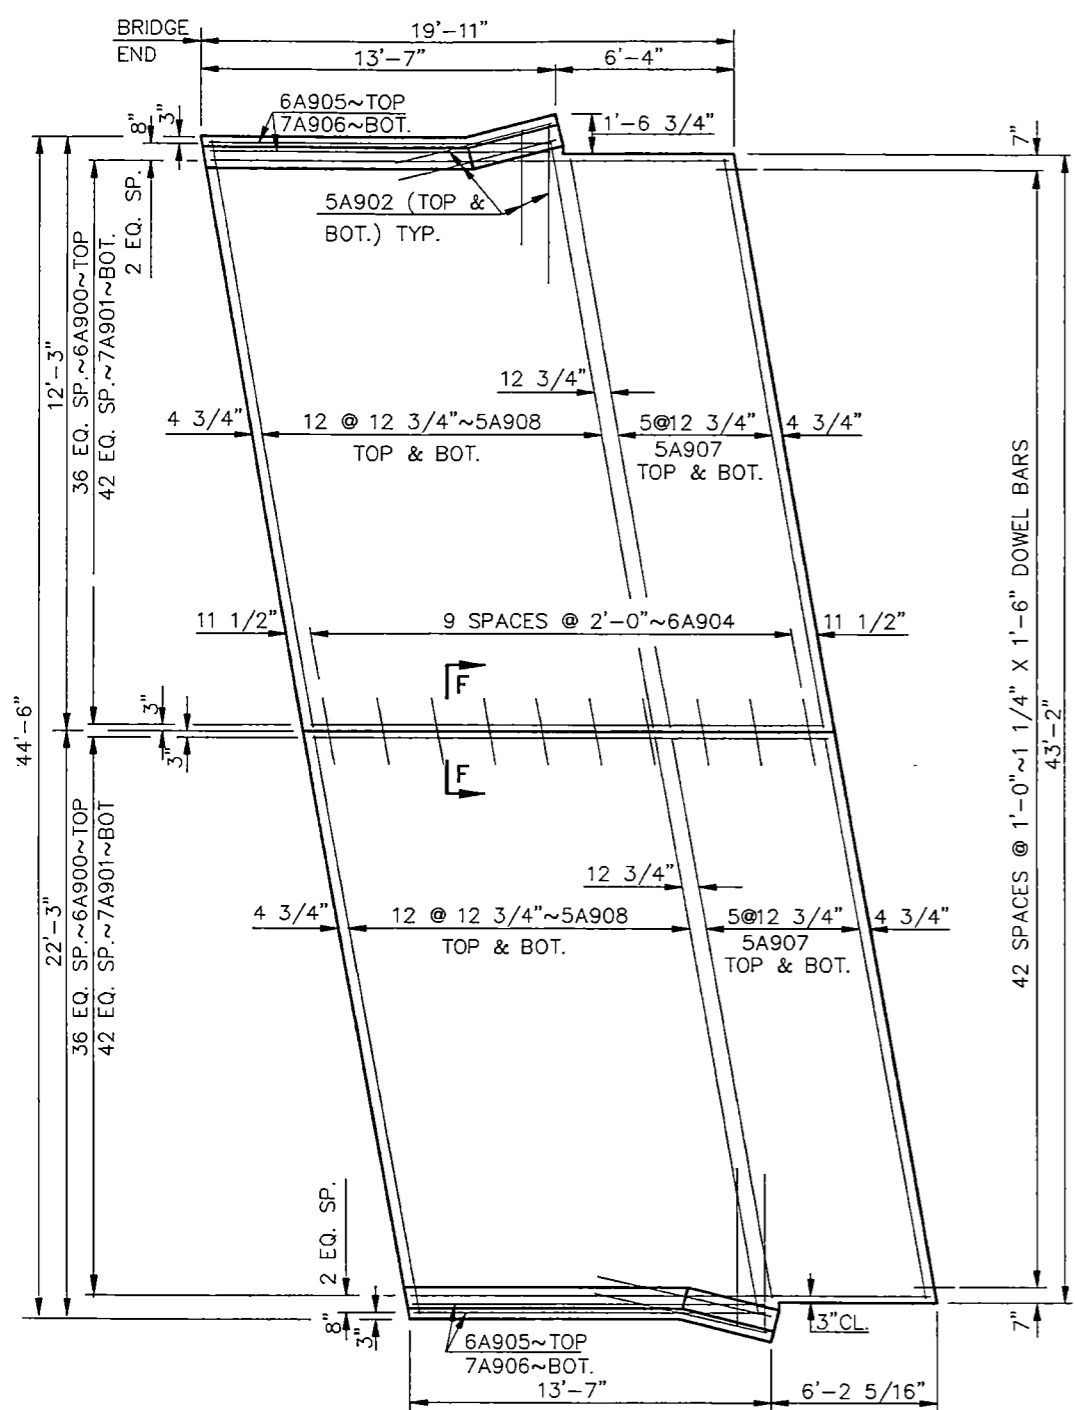 BRIDGE
END
19'-11"
13'-7"
6'-4"
6A905~TOP
7A906~BOT.
1'-6 3/4"
8"
3"
7"
5A902 (TOP &
BOT.) TYP.
2 EQ. SP.
36 EQ. SP.~6A900~TOP
42 EQ. SP.~7A901~BOT.
12'-3"
12 3/4"
4 3/4"
12 @ 12 3/4"~5A908
TOP & BOT.
5@12 3/4"
5A907
TOP & BOT.
4 3/4"
42 SPACES @ 1'-0"~1 1/4" X 1'-6" DOWEL BARS
43'-2"
11 1/2"
9 SPACES @ 2'-0"~6A904
11 1/2"
F
3"
3"
44'-6"
F
36 EQ. SP.~6A900~TOP
42 EQ. SP.~7A901~BOT
22'-3"
12 3/4"
4 3/4"
12 @ 12 3/4"~5A908
TOP & BOT.
5@12 3/4"
5A907
TOP & BOT.
4 3/4"
2 EQ. SP.
8"
3"
3"CL.
7"
6A905~TOP
7A906~BOT.
13'-7"
6'-2 5/16"